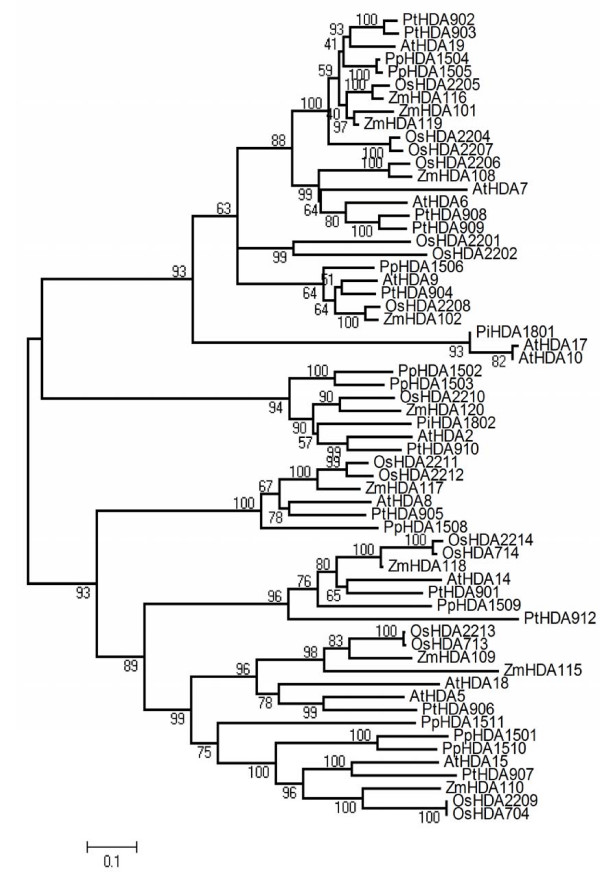 100 PtHDA902
93 PtHDA903
41 AtHDA19
PpHDA1504
59 100 PpHDA1505
100 OsHDA2205
ZmHDA116
100 40 ZmHDA101
97 ZmHDA119
OsHDA2204
88 100 OsHDA2207
100 OsHDA2206
ZmHDA108
99 AtHDA7
64 AtHDA6
63 80 PtHDA908
100 PtHDA909
OsHDA2201
99 OsHDA2202
PpHDA1506
93 51 AtHDA9
64 PtHDA904
64 OsHDA2208
100 ZmHDA102
PiHDA1801
93 AtHDA17
82 AtHDA10
100 PpHDA1502
PpHDA1503
94 90 OsHDA2210
ZmHDA120
90 PiHDA1802
57 AtHDA2
99 PtHDA910
99 OsHDA2211
100 OsHDA2212
67 ZmHDA117
100 AtHDA8
78 PtHDA905
PpHDA1508
100 OsHDA2214
100 OsHDA714
80 ZmHDA118
76 AtHDA14
93 96 65 PtHDA901
PpHDA1509
PtHDA912
100 OsHDA2213
83 OsHDA713
98 ZmHDA109
89 96 ZmHDA115
AtHDA18
78 AtHDA5
99 PtHDA906
99 PpHDA1511
100 PpHDA1501
75 PpHDA1510
100 100 AtHDA15
PtHDA907
96 ZmHDA110
100 OsHDA2209
100 OsHDA704
0.1